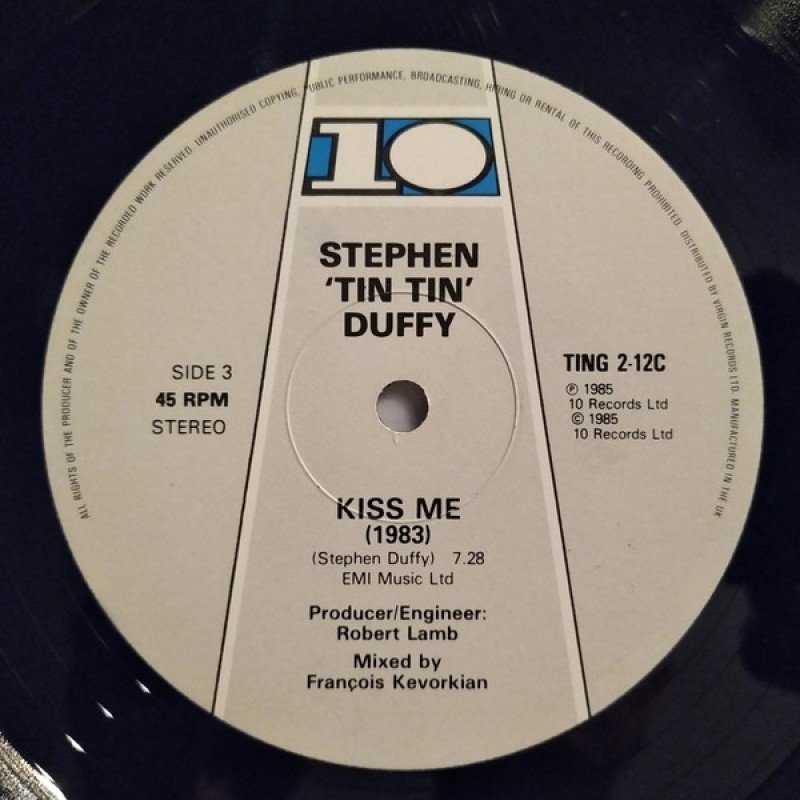 ALL RIGHTS OF THE PRODUCER AND OF THE OWNER OF THE RECORDED WORK RESERVED. UNAUTHORISED COPYING, PUBLIC PERFORMANCE, BROADCASTING, HIRING OR RENTAL OF THIS RECORDING PROHIBITED. DISTRIBUTED BY VIRGIN RECORDS LTD. MANUFACTURED IN THE UK
10
STEPHEN
‘TIN TIN’
DUFFY
SIDE 3
45 RPM
STEREO
TING 2-12C
℗ 1985
10 Records Ltd
© 1985
10 Records Ltd
KISS ME
(1983)
(Stephen Duffy) 7.28
EMI Music Ltd
Producer/Engineer:
Robert Lamb
Mixed by
François Kevorkian